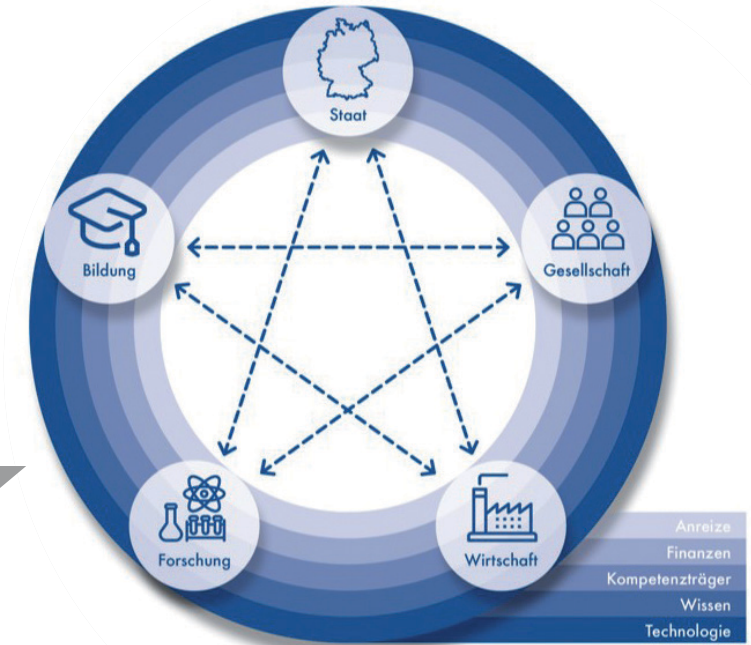 Staat
Bildung
Gesellschaft
Forschung
Wirtschaft
Anreize
Finanzen
Kompetenzträger
Wissen
Technologie